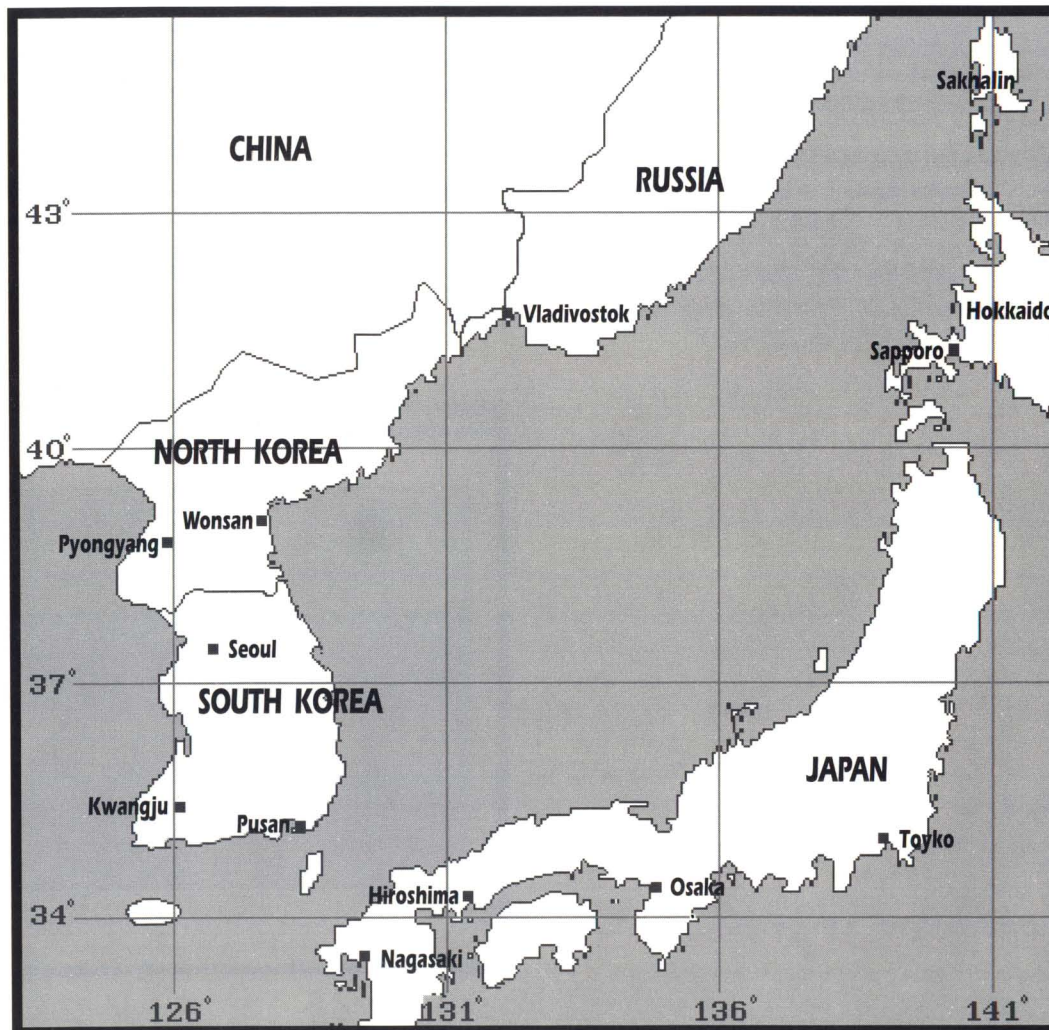 Sakhalin
CHINA
RUSSIA
43°
Vladivostok
Hokkaido
Sapporo
40°
NORTH KOREA
Wonsan
Pyongyang
Seoul
37°
SOUTH KOREA
JAPAN
Kwangju
Pusan
Toyko
Osaka
Hiroshima
34°
Nagasaki
126° 131° 136° 141°